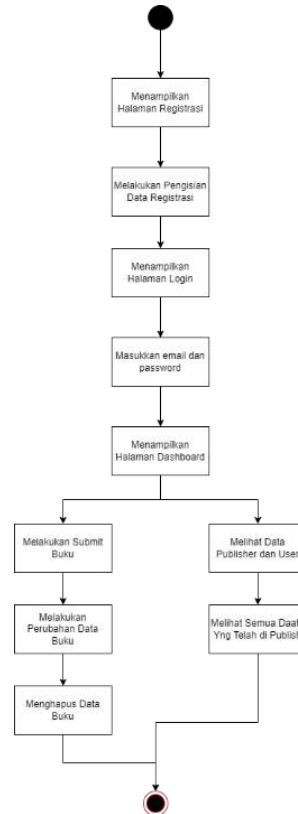 Menampilkan
Halaman Registrasi
Melakukan Pengisian
Data Registrasi
Menampilkan
Halaman Login
Masukkan email dan
password
Menampilkan
Halaman Dashboard
Melakukan Submit
Buku
Melakukan
Perubahan Data
Buku
Menghapus Data
Buku
Melihat Data
Publisher dan User
Melihat Semua Daat
Yng Telah di Publish